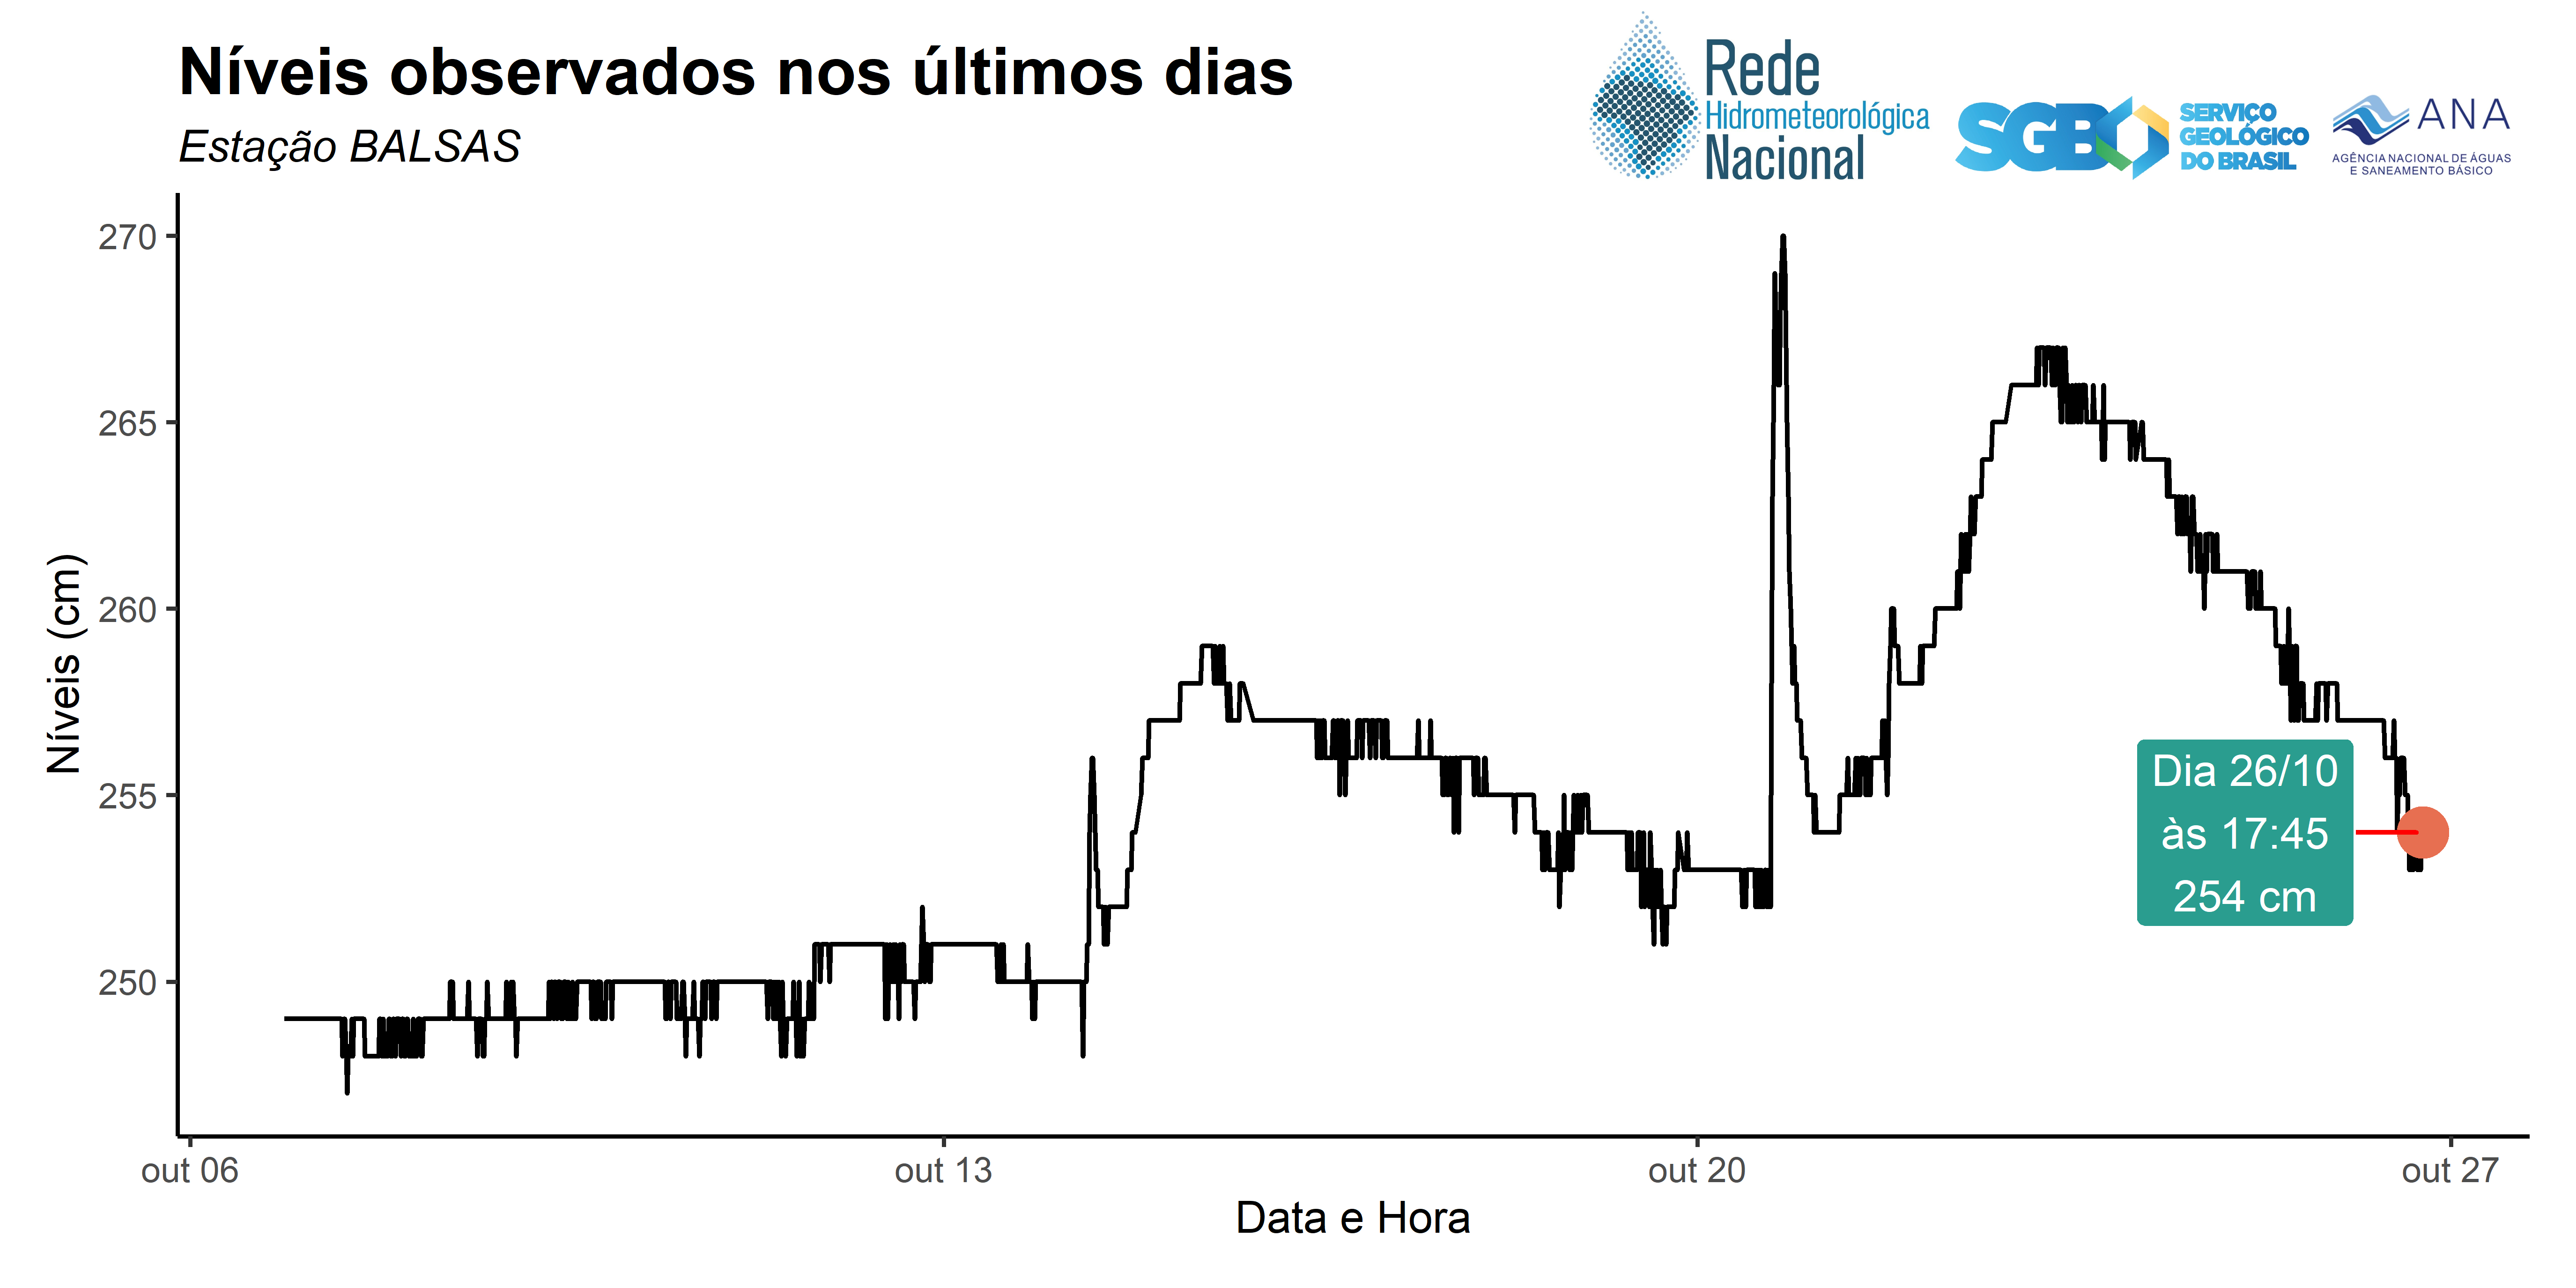 Níveis observados nos últimos dias
Estação BALSAS
Rede
Hidrometeorológica
Nacional
SGB
SERVIÇO
GEOLÓGICO
DO BRASIL
ANA
AGÊNCIA NACIONAL DE ÁGUAS
E SANEAMENTO BÁSICO
270
265
260
255
250
Níveis (cm)
Dia 26/10
às 17:45
254 cm
out 06
out 13
out 20
out 27
Data e Hora